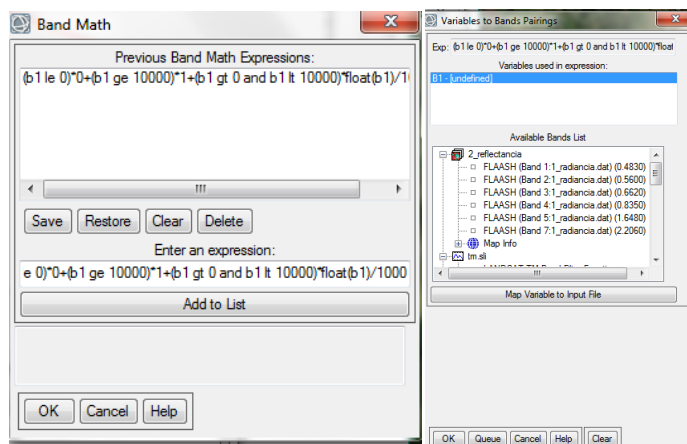 Band Math
Previous Band Math Expressions:
(b1 le 0)*0+(b1 ge 10000)*1+(b1 gt 0 and b1 lt 10000)*float(b1)/1(
Save Restore Clear Delete
Enter an expression:
e 0)*0+(b1 ge 10000)*1+(b1 gt 0 and b1 lt 10000)*float(b1)/1000
Add to List
OK Cancel Help
Variables to Bands Pairings
Exp: (b1 le 0)*0+(b1 ge 10000)*1+(b1 gt 0 and b1 lt 10000)*float
Variables used in expression:
B1 - [undefined]
Available Bands List
2_reflectancia
FLAASH (Band 1:1_radiancia.dat) (0.4830)
FLAASH (Band 2:1_radiancia.dat) (0.5600)
FLAASH (Band 3:1_radiancia.dat) (0.6620)
FLAASH (Band 4:1_radiancia.dat) (0.8350)
FLAASH (Band 5:1_radiancia.dat) (1.6480)
FLAASH (Band 7:1_radiancia.dat) (2.2060)
Map Info
tm.sli
Map Variable to Input File
OK Queue Cancel Help Clear